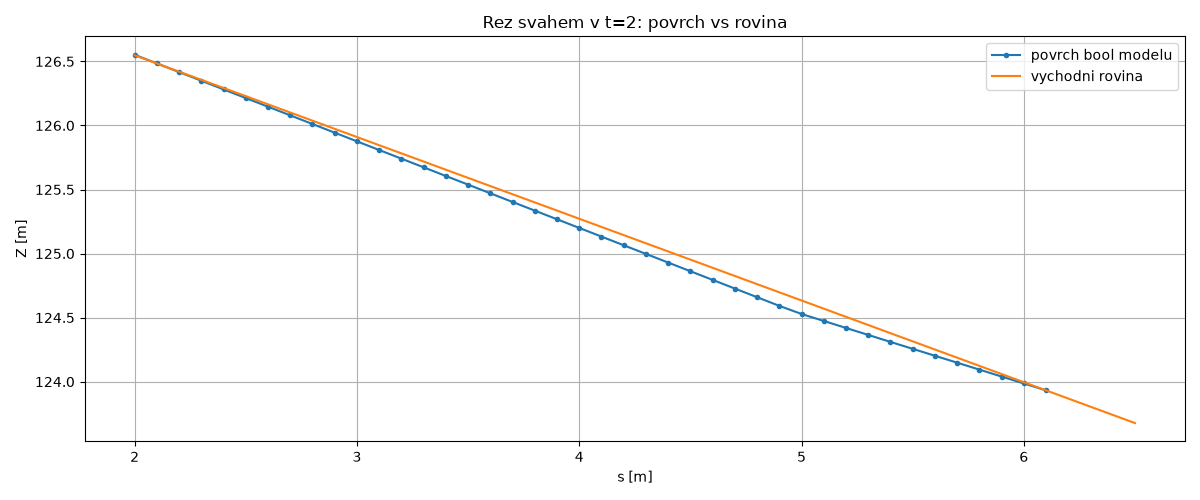 Rez svahem v t=2: povrch vs rovina
povrch bool modelu
vychodni rovina
126.5
126.0
125.5
125.0
124.5
124.0
Z [m]
2
3
4
5
6
s [m]